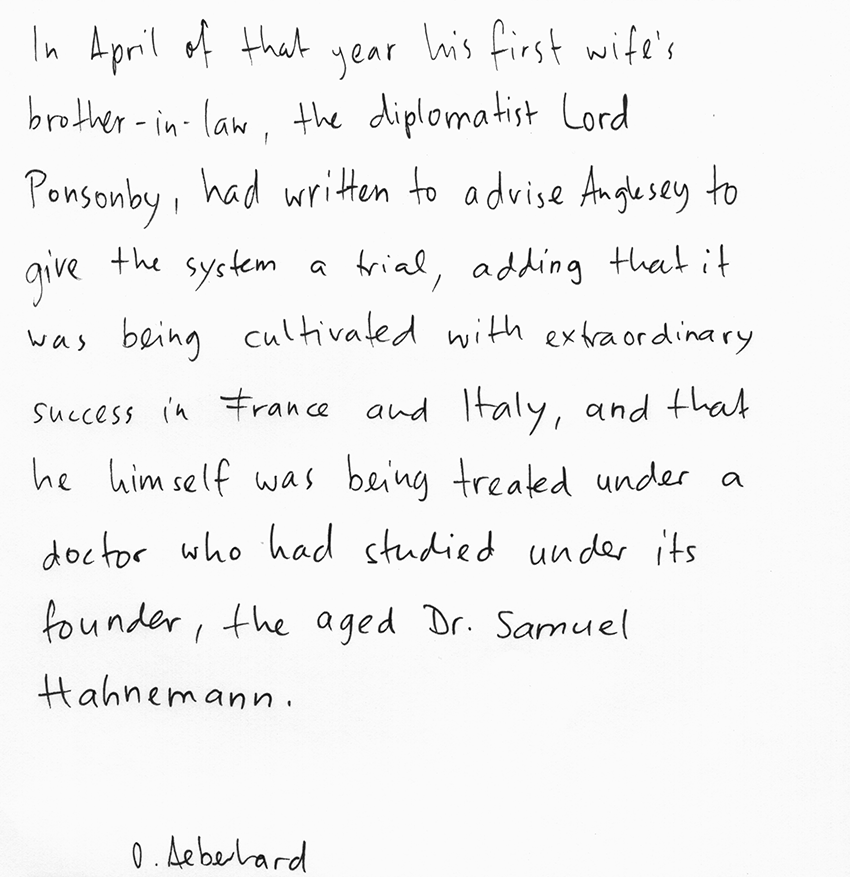 In April of that year his first wife's
brother-in-law, the diplomatist Lord
Ponsonby, had written to advise Anglesey to
give the system a trial, adding that it
was being cultivated with extraordinary
success in France and Italy, and that
he himself was being treated under a
doctor who had studied under its
founder, the aged Dr. Samuel
Hahnemann.
O. Aeberhard